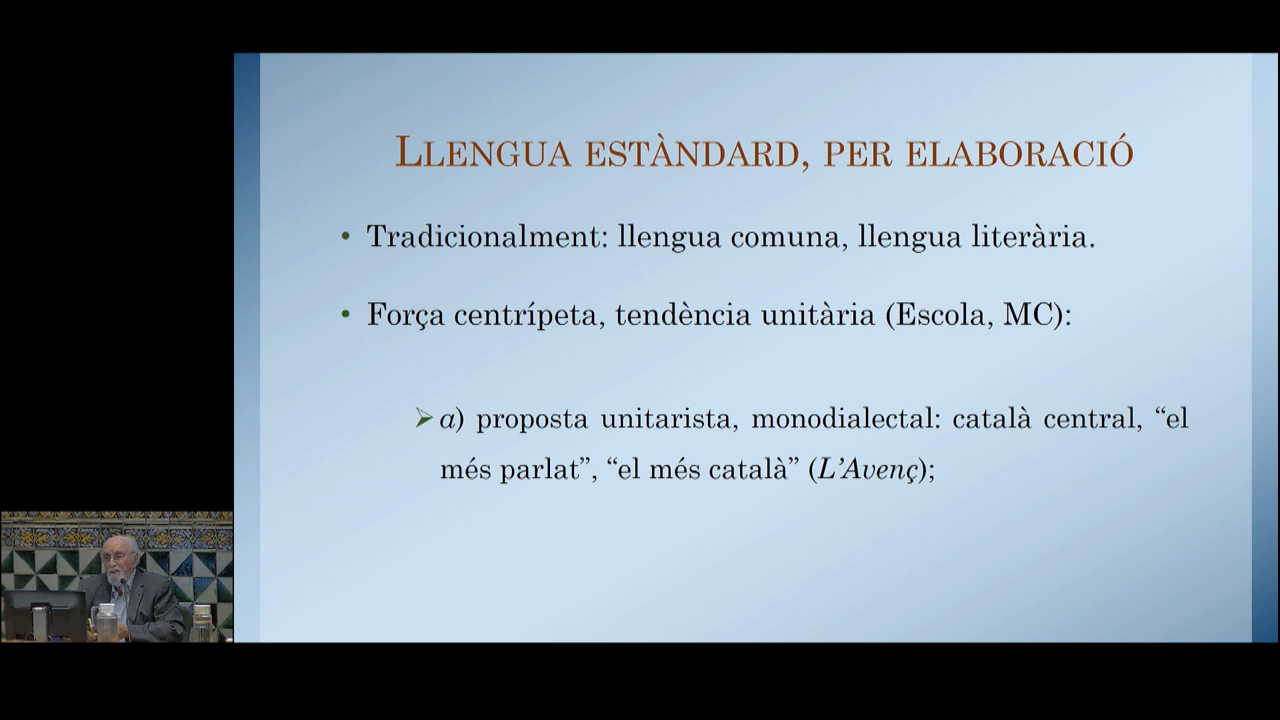 LLENGUA ESTÀNDARD, PER ELABORACIÓ
• Tradicionalment: llengua comuna, llengua literària.
• Força centrípeta, tendència unitària (Escola, MC):
➢ a) proposta unitarista, monodialectal: català central, “el
més parlat”, “el més català” (L’Avenç);